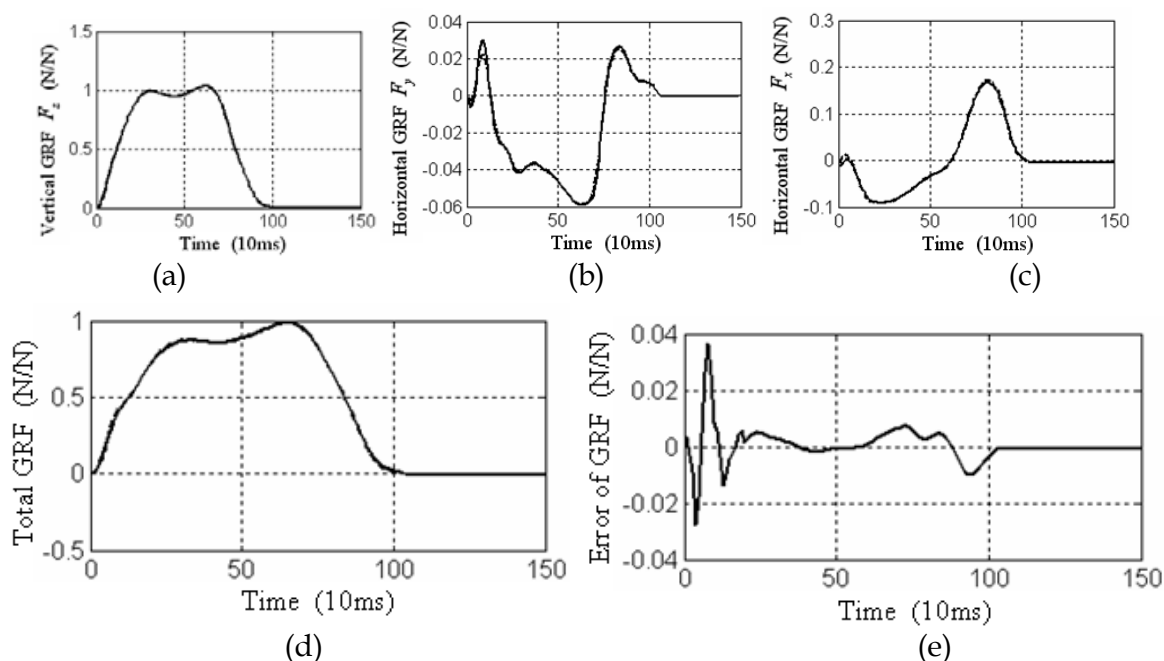 Vertical GRF Fz (N/N)
1.5
1
0.5
0
0 50 100 150
Time (10ms)
(a)
Horizontal GRF Fy (N/N)
0.04
0.02
0
-0.02
-0.04
-0.06
0 50 100 150
Time (10ms)
(b)
Horizontal GRF Fx (N/N)
0.3
0.2
0.1
0
-0.1
0 50 100 150
Time (10ms)
(c)
Total GRF (N/N)
1
0.5
0
-0.5
0 50 100 150
Time (10ms)
(d)
Error of GRF (N/N)
0.04
0.02
0
-0.02
-0.04
0 50 100 150
Time (10ms)
(e)